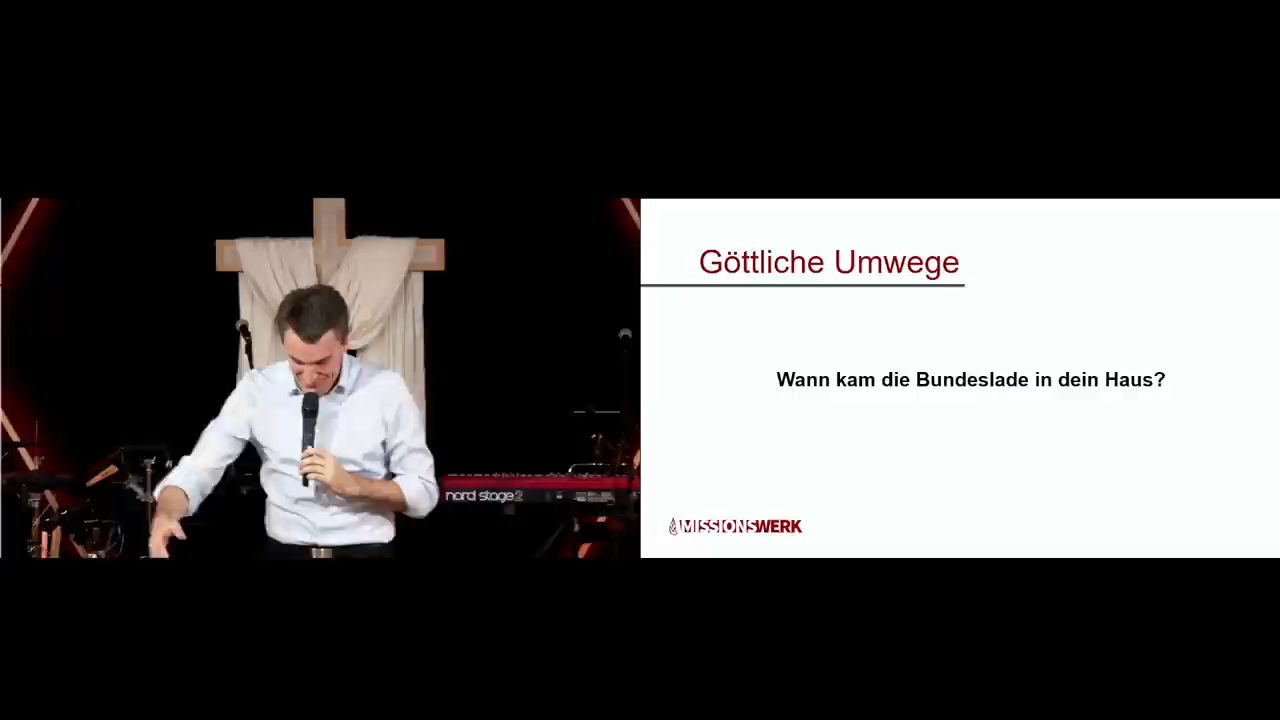 Göttliche Umwege
Wann kam die Bundeslade in dein Haus?
nord stage 2
MISSIONSWERK